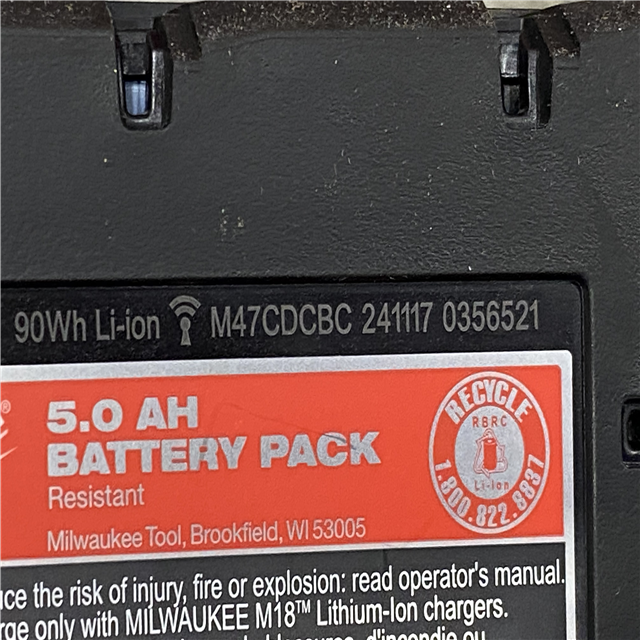 90Wh Li-ion M47CDCBC 241117 0356521
®
5.0 AH
BATTERY PACK
Resistant
Milwaukee Tool, Brookfield, WI 53005
RECYCLE
RBRC
Li-Ion
1.800.822.8837
uce the risk of injury, fire or explosion: read operator's manual.
rge only with MILWAUKEE M18™ Lithium-Ion chargers.
d'incendie ou